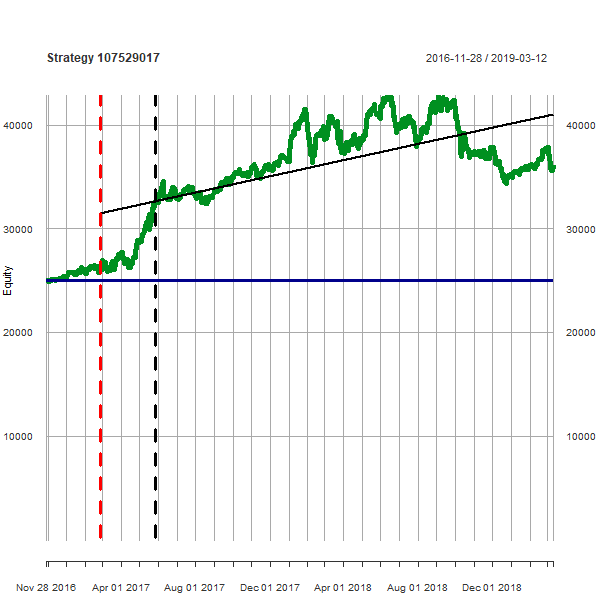 Strategy 107529017 2016-11-28 / 2019-03-12
40000 40000
30000 30000
Equity
20000 20000
10000 10000
Nov 28 2016 Apr 01 2017 Aug 01 2017 Dec 01 2017 Apr 01 2018 Aug 01 2018 Dec 01 2018